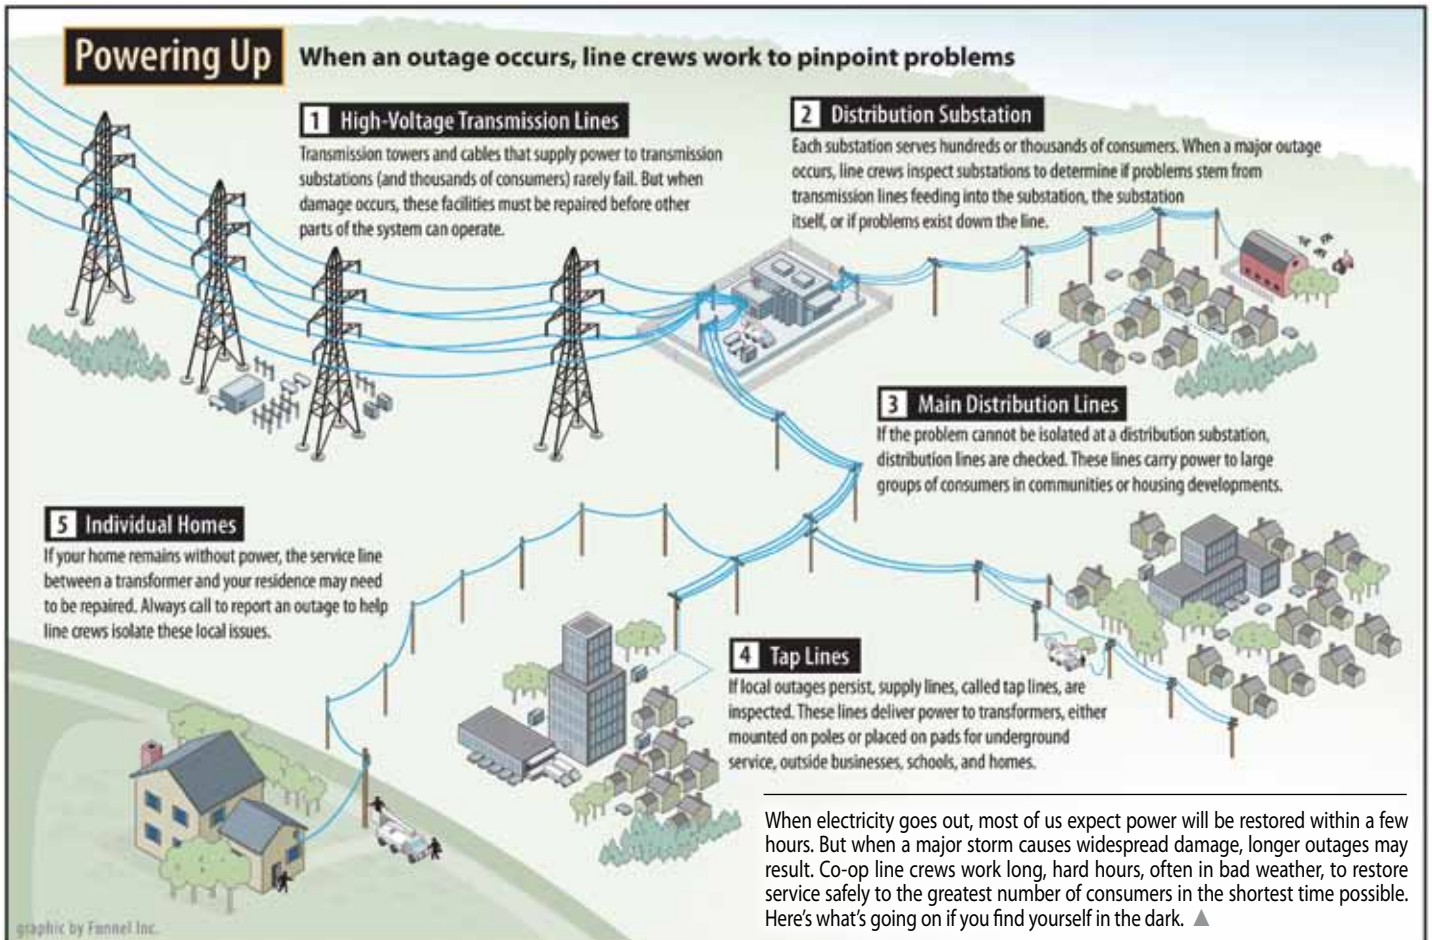 Powering Up
When an outage occurs, line crews work to pinpoint problems
1 High-Voltage Transmission Lines
Transmission towers and cables that supply power to transmission
substations (and thousands of consumers) rarely fail. But when
damage occurs, these facilities must be repaired before other
parts of the system can operate.
2 Distribution Substation
Each substation serves hundreds or thousands of consumers. When a major outage
occurs, line crews inspect substations to determine if problems stem from
transmission lines feeding into the substation, the substation
itself, or if problems exist down the line.
3 Main Distribution Lines
If the problem cannot be isolated at a distribution substation,
distribution lines are checked. These lines carry power to large
groups of consumers in communities or housing developments.
4 Tap Lines
If local outages persist, supply lines, called tap lines, are
inspected. These lines deliver power to transformers, either
mounted on poles or placed on pads for underground
service, outside businesses, schools, and homes.
5 Individual Homes
If your home remains without power, the service line
between a transformer and your residence may need
to be repaired. Always call to report an outage to help
line crews isolate these local issues.
When electricity goes out, most of us expect power will be restored within a few
hours. But when a major storm causes widespread damage, longer outages may
result. Co-op line crews work long, hard hours, often in bad weather, to restore
service safely to the greatest number of consumers in the shortest time possible.
Here's what's going on if you find yourself in the dark. ▲
graphic by Funnel Inc.